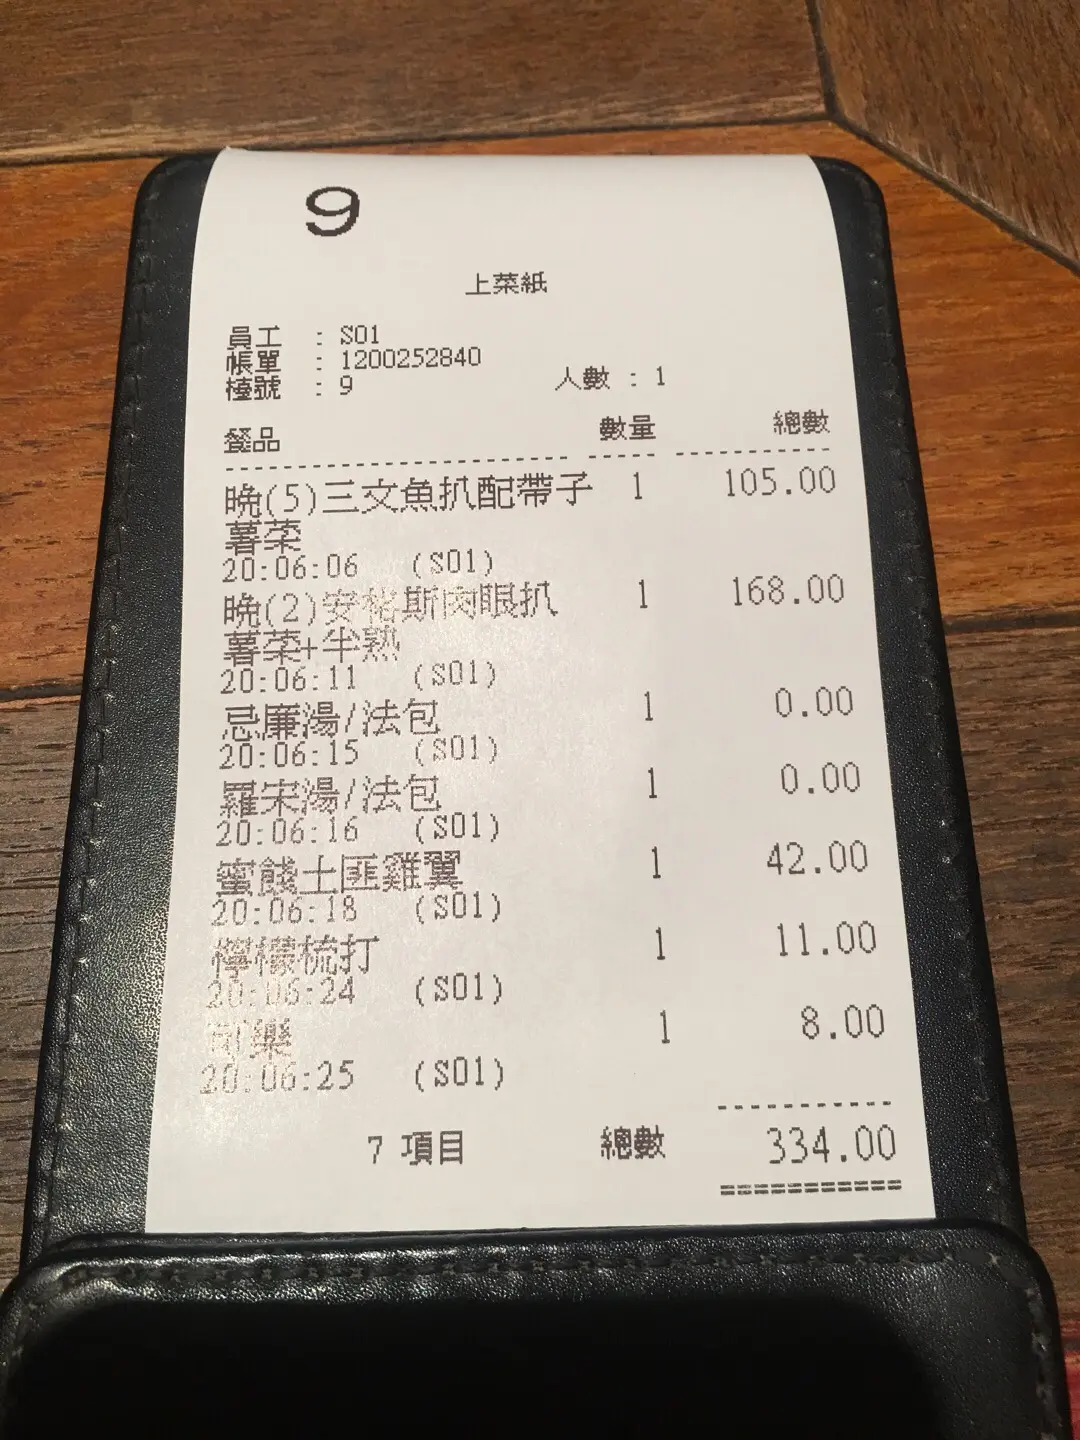 9
上菜紙
員工 : S01
帳單 : 1200252840
檯號 : 9 人數 : 1
餐品 數量 總數
晚(5)三文魚扒配帶子 1 105.00
薯菜
20:06:06 (S01)
晚(2)安格斯肉眼扒 1 168.00
薯菜+半熟
20:06:11 (S01)
忌廉湯/法包 1 0.00
20:06:15 (S01)
羅宋湯/法包 1 0.00
20:06:16 (S01)
蜜餞土匪雞翼 1 42.00
20:06:18 (S01)
檸檬梳打 1 11.00
20:06:24 (S01)
樂 1 8.00
20:06:25 (S01)
7 項目 總數 334.00